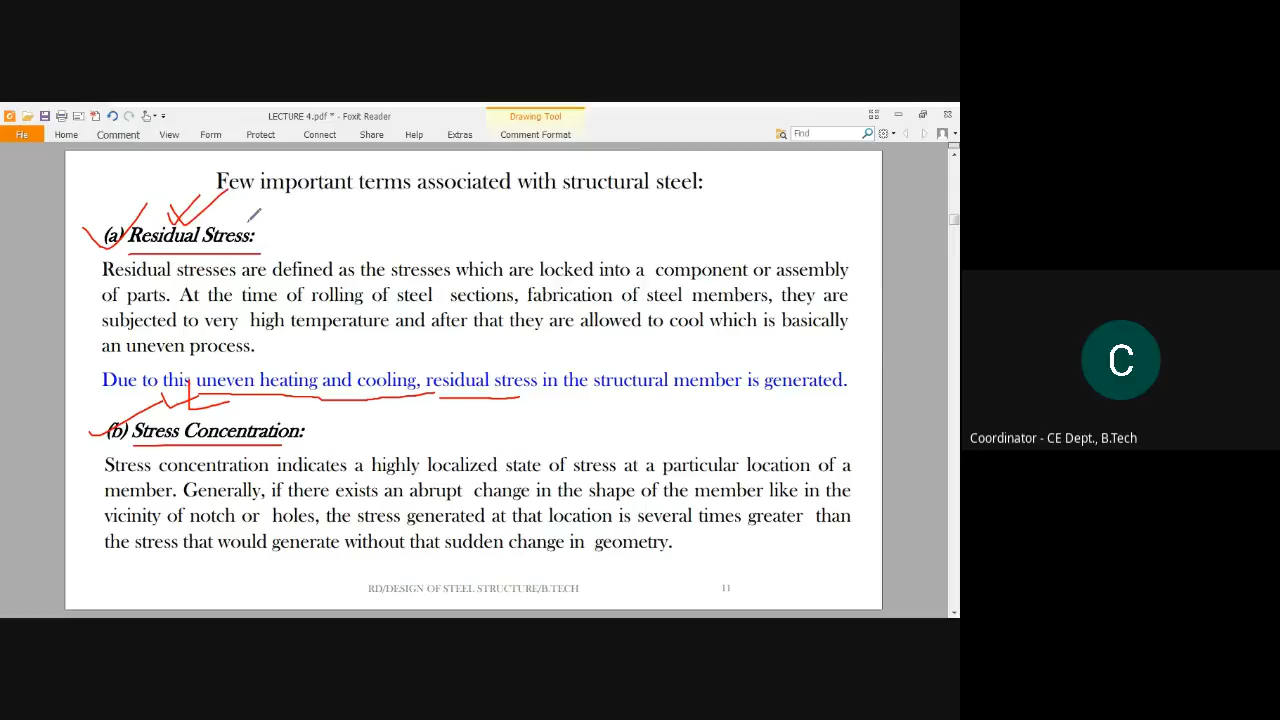 LECTURE 4.pdf * - Foxit Reader
Drawing Tool
File Home Comment View Form Protect Connect Share Help Extras Comment Format Find
Few important terms associated with structural steel:
(a) Residual Stress:
Residual stresses are defined as the stresses which are locked into a component or assembly
of parts. At the time of rolling of steel sections, fabrication of steel members, they are
subjected to very high temperature and after that they are allowed to cool which is basically
an uneven process.
Due to this uneven heating and cooling, residual stress in the structural member is generated.
(b) Stress Concentration:
Stress concentration indicates a highly localized state of stress at a particular location of a
member. Generally, if there exists an abrupt change in the shape of the member like in the
vicinity of notch or holes, the stress generated at that location is several times greater than
the stress that would generate without that sudden change in geometry.
RD/DESIGN OF STEEL STRUCTURE/B.TECH 11
C
Coordinator - CE Dept., B.Tech